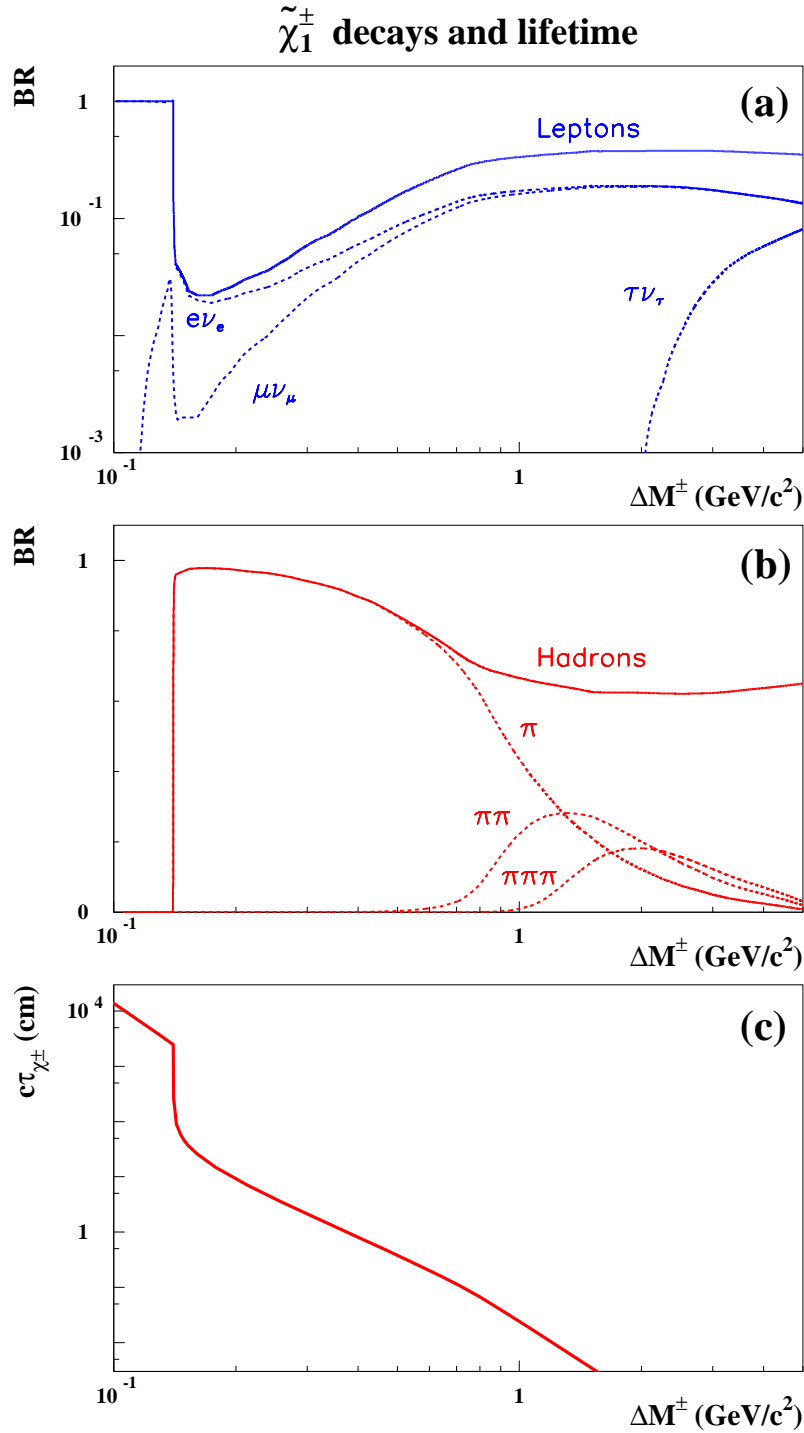 χ̃₁± decays and lifetime
BR
(a)
1
Leptons
10⁻¹
τν_τ
eν_e
μν_μ
10⁻³
10⁻¹
1
ΔM± (GeV/c²)
BR
(b)
1
Hadrons
π
ππ
πππ
0
10⁻¹
1
ΔM± (GeV/c²)
cτ_χ± (cm)
(c)
10⁴
1
10⁻¹
1
ΔM± (GeV/c²)